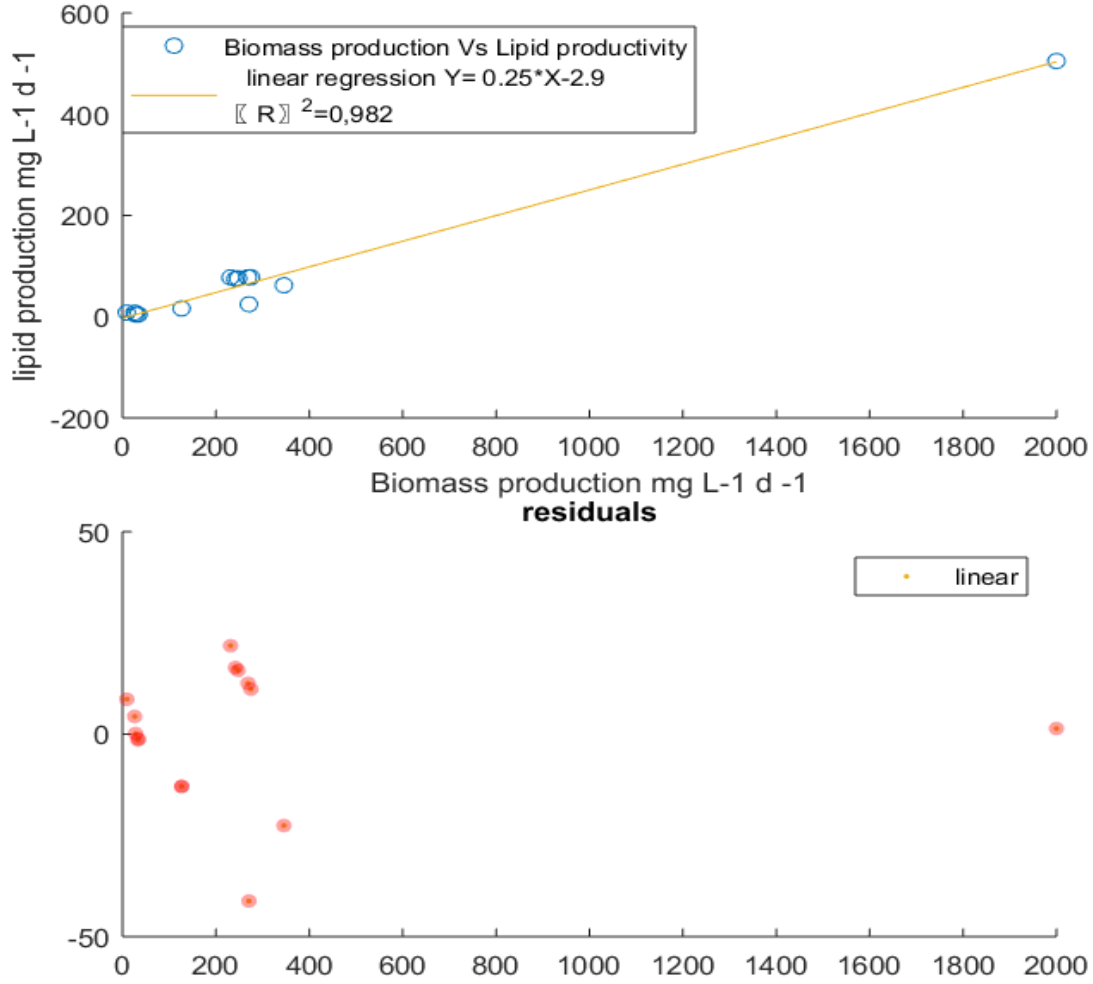 600
400
200
0
-200
lipid production mg L-1 d -1
Biomass production Vs Lipid productivity
linear regression Y= 0.25*X-2.9
〖 R〗 ²=0,982
0 200 400 600 800 1000 1200 1400 1600 1800 2000
Biomass production mg L-1 d -1
residuals
50
0
-50
linear
0 200 400 600 800 1000 1200 1400 1600 1800 2000